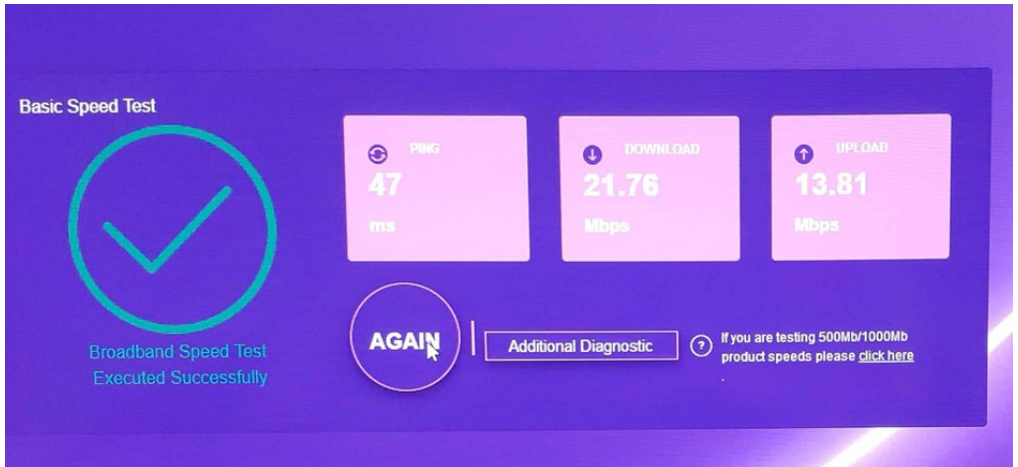 Basic Speed Test
PING
47
ms
DOWNLOAD
21.76
Mbps
UPLOAD
13.81
Mbps
Broadband Speed Test
Executed Successfully
AGAIN
Additional Diagnostic
?
If you are testing 500Mb/1000Mb
product speeds please click here
.